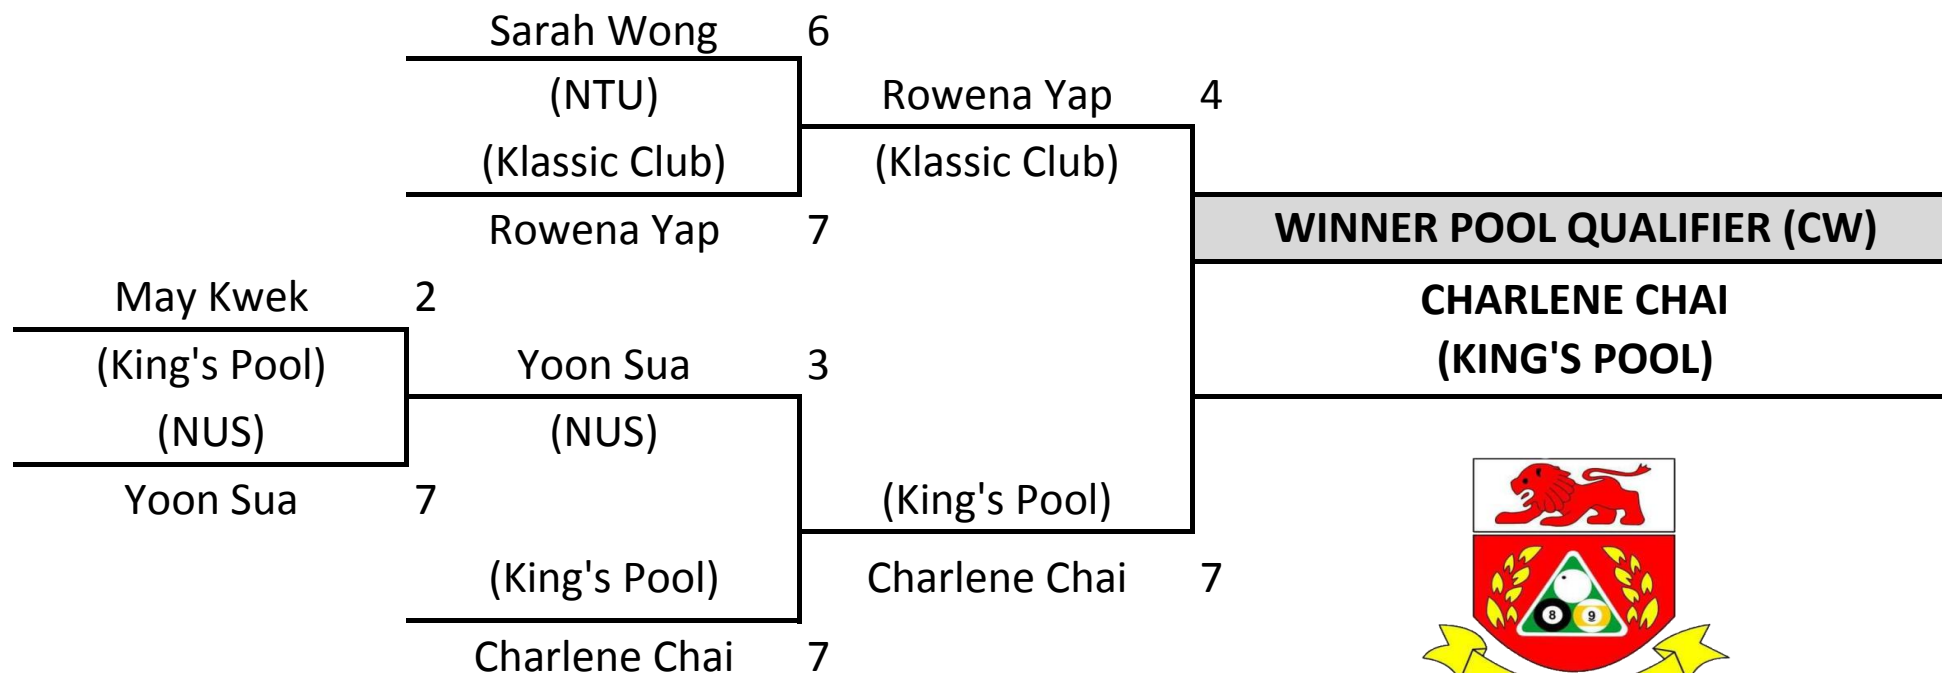 Sarah Wong 6
(NTU)
Rowena Yap 4
(Klassic Club)
(Klassic Club)
Rowena Yap 7
WINNER POOL QUALIFIER (CW)
May Kwek 2
CHARLENE CHAI
(King's Pool)
Yoon Sua 3
(KING'S POOL)
(NUS)
(NUS)
Yoon Sua 7
(King's Pool)
(King's Pool)
Charlene Chai 7
Charlene Chai 7
8 9